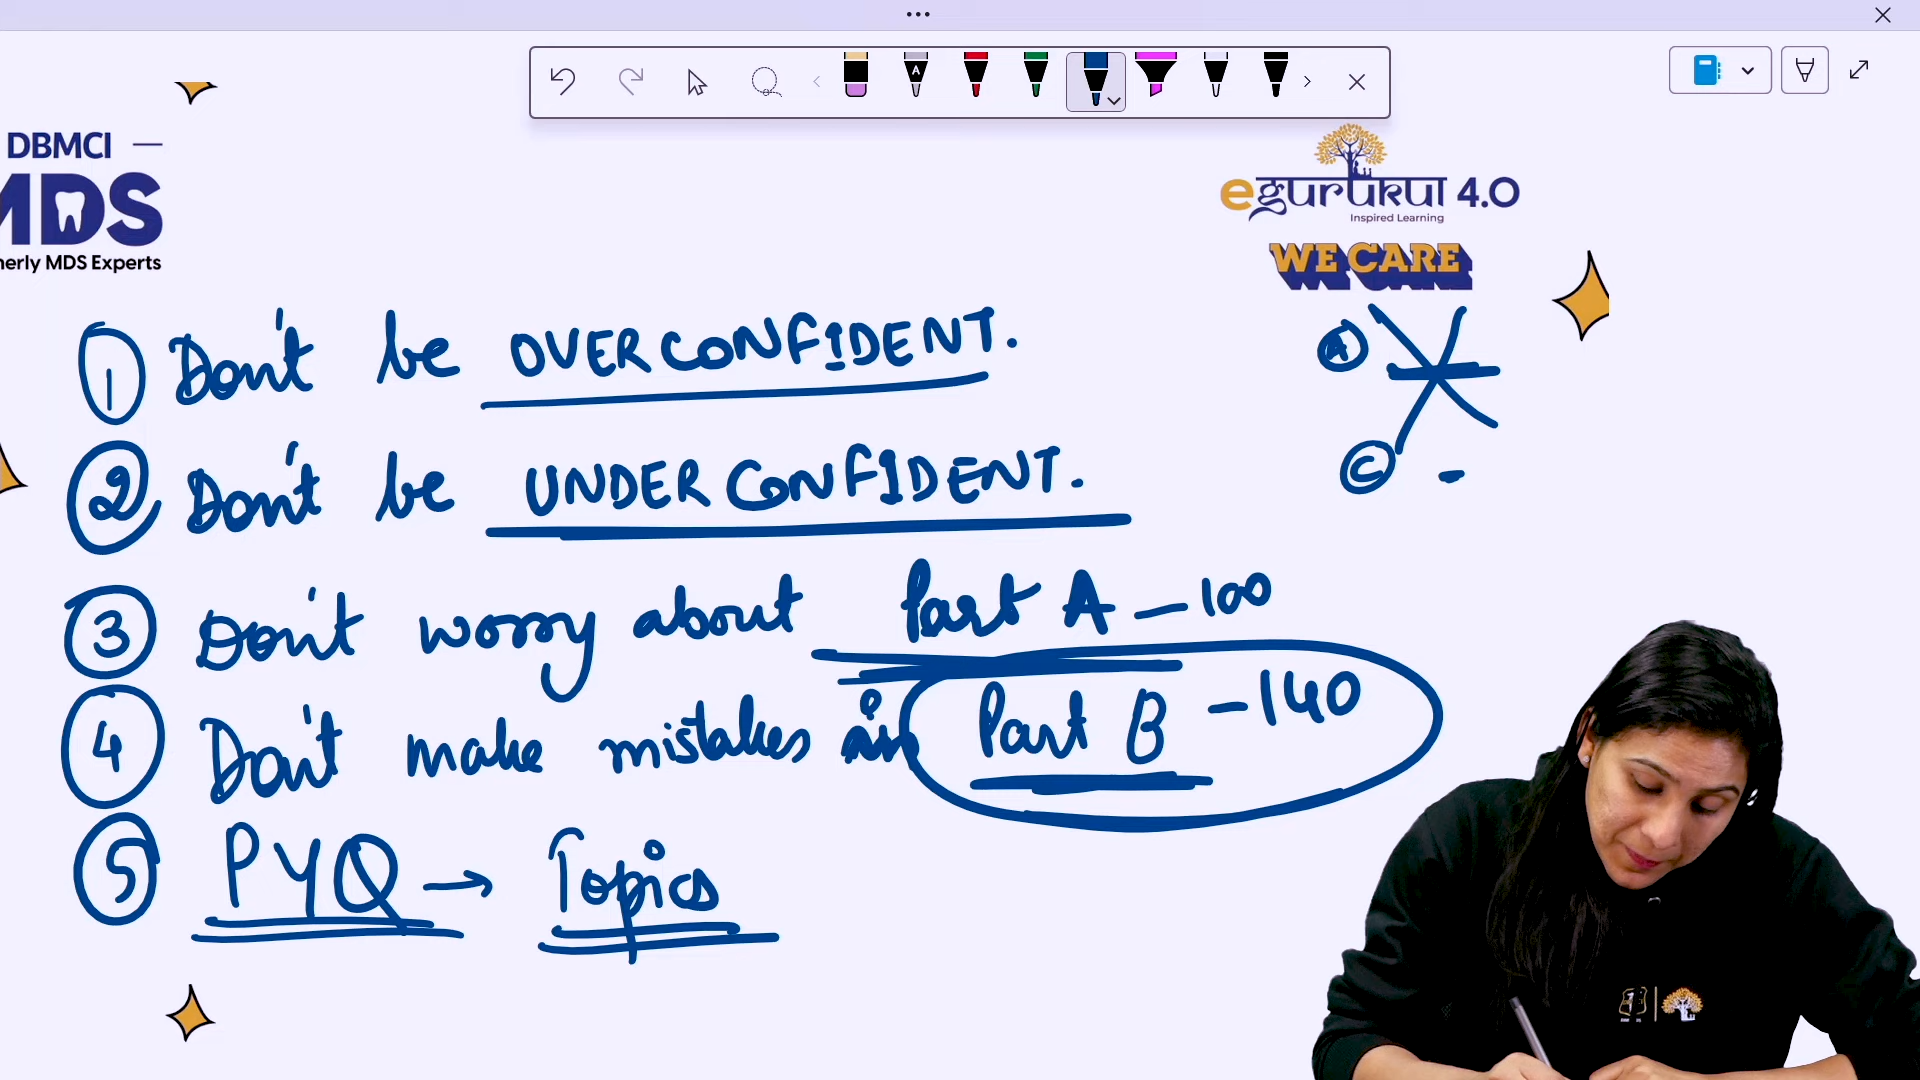 DBMCI
MDS
erly MDS Experts
eGURUKUL 4.0
Inspired Learning
WE CARE
1 Don't be OVERCONFIDENT.
A
2 Don't be UNDERCONFIDENT.
C -
3 Don't worry about Part A - 100
4 Don't make mistakes in Part B - 140
5 PYQ → Topics